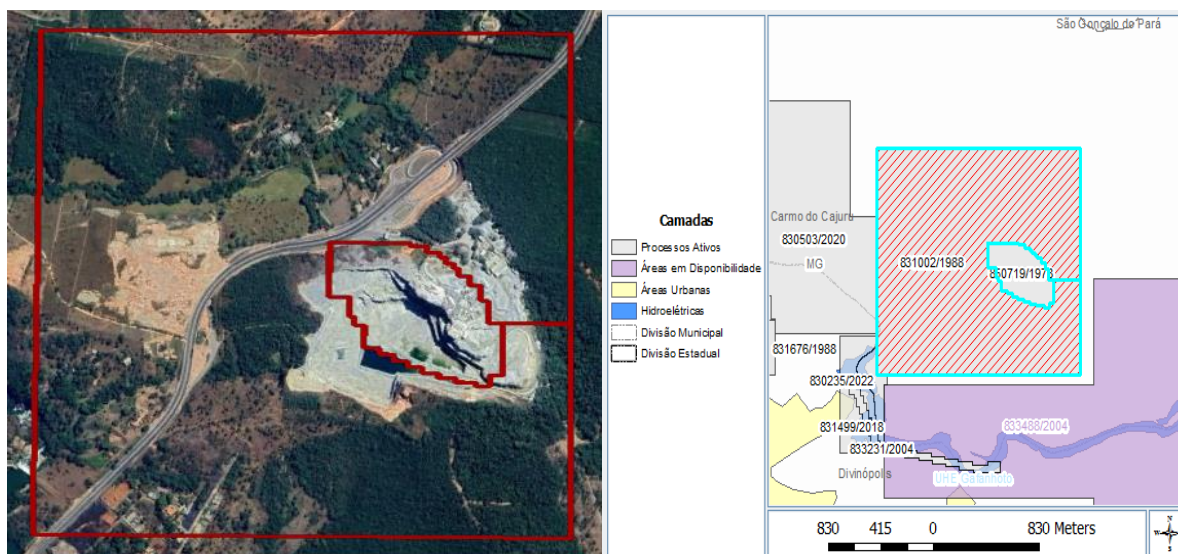 Camadas
Processos Ativos
Áreas em Disponibilidade
Áreas Urbanas
Hidroelétricas
Divisão Municipal
Divisão Estadual
São Gonçalo do Pará
Carmo do Cajuru
830503/2020
MG
831002/1988
831676/1988
830235/2022
831499/2018
833231/2004
833488/2004
Divinópolis
UHE Gafanhoto
830 415 0 830 Meters
N
W E
S